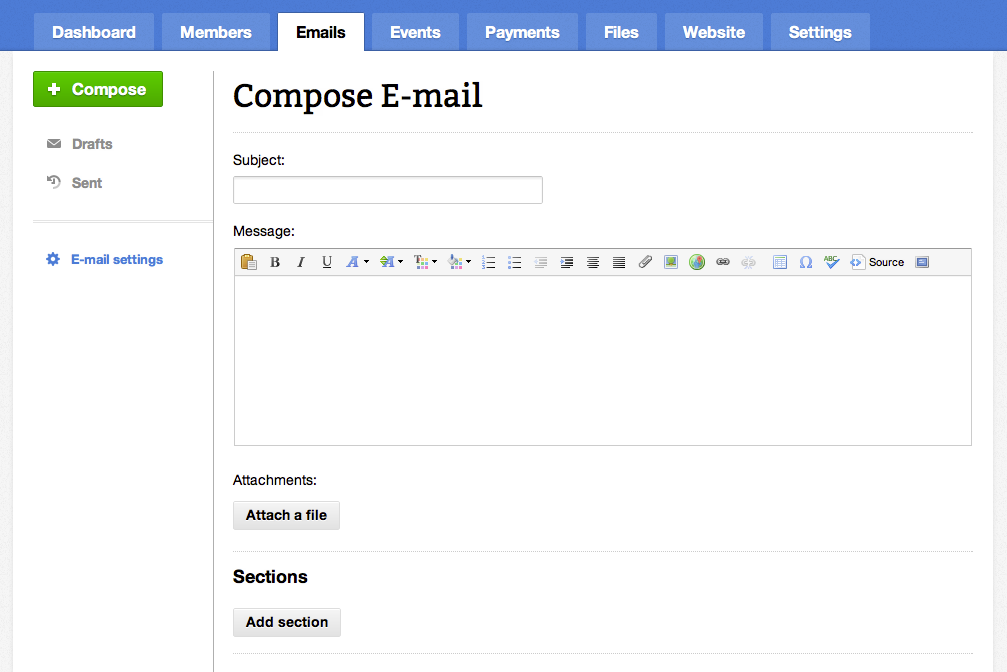 Dashboard Members Emails Events Payments Files Website Settings
Compose
Drafts
Sent
E-mail settings
Compose E-mail
Subject:
Message:
B I U A A T ABC Source
Attachments:
Attach a file
Sections
Add section